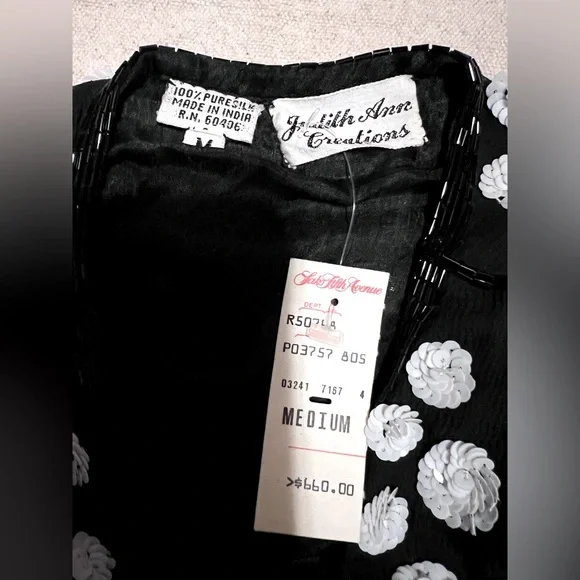 100% PURE SILK
MADE IN INDIA
R.N. 60406
M
Judith Ann
Creations
Saks Fifth Avenue
DEPT
R50748
P03757 805
03241 7167 4
MEDIUM
>$660.00